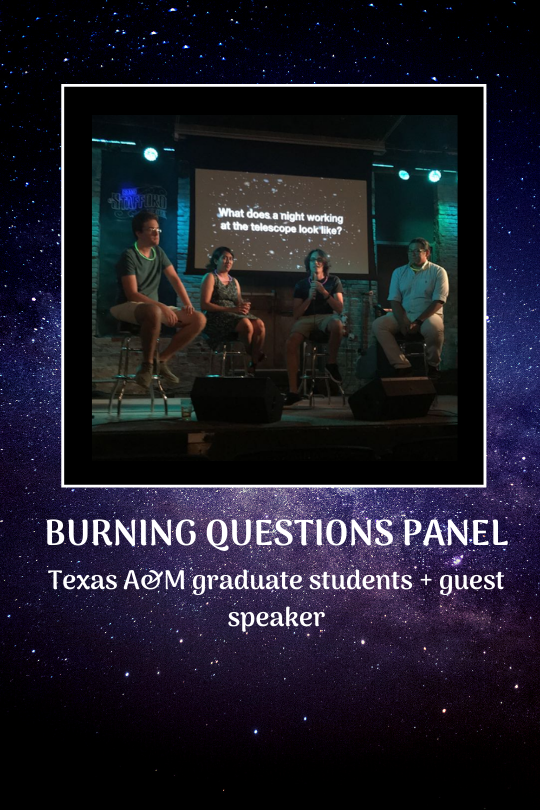 What does a night working
at the telescope look like?
BURNING QUESTIONS PANEL
Texas A&M graduate students + guest
speaker